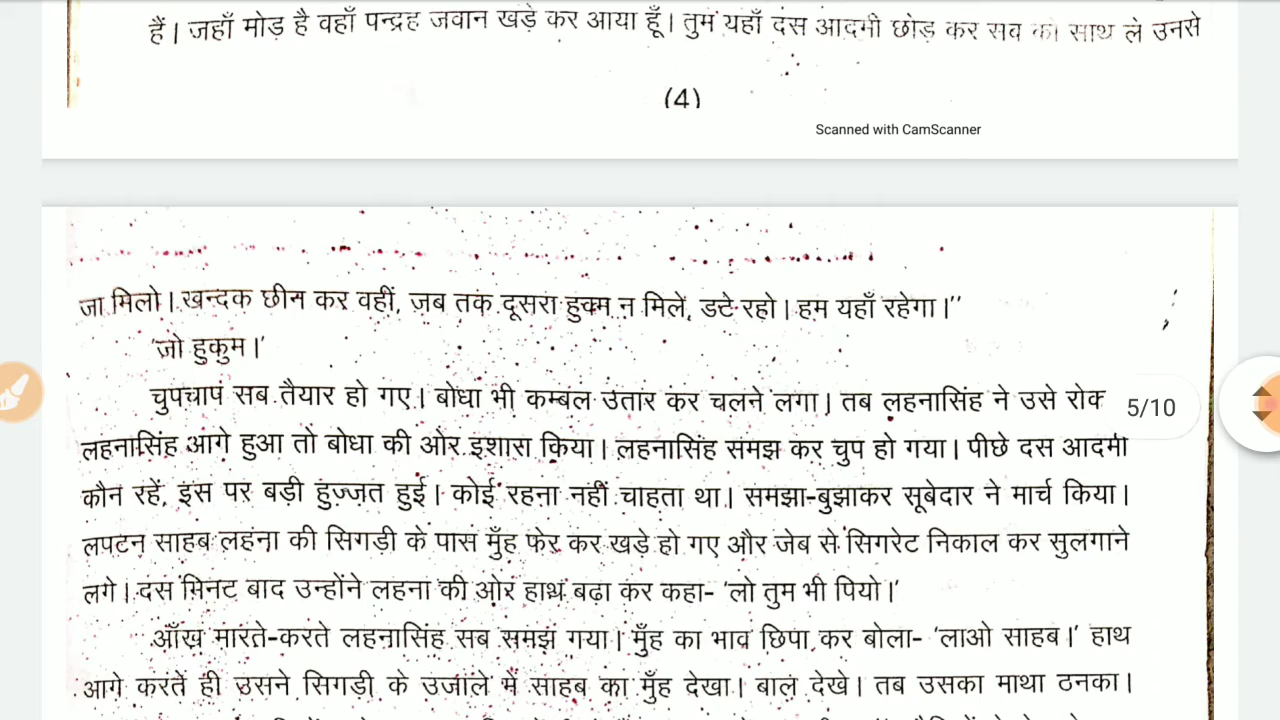 हैं। जहाँ मोड़ है वहाँ पन्द्रह जवान खड़े कर आया हूँ। तुम यहाँ दस आदमी छोड़ कर सब को साथ ले उनसे
(4)
Scanned with CamScanner
जा मिलो। खन्दक छीन कर वहीं, जब तक दूसरा हुक्म न मिले, डटे रहो। हम यहाँ रहेगा।"
'जो हुकुम।'
चुपचाप सब तैयार हो गए। बोधा भी कम्बल उतार कर चलने लगा। तब लहनासिंह ने उसे रोक
5/10
लहनासिंह आगे हुआ तो बोधा की ओर इशारा किया। लहनासिंह समझ कर चुप हो गया। पीछे दस आदमी
कौन रहें, इस पर बड़ी हुज्जत हुई। कोई रहना नहीं चाहता था। समझा-बुझाकर सूबेदार ने मार्च किया।
लपटन साहब लहना की सिगड़ी के पास मुँह फेर कर खड़े हो गए और जेब से सिगरेट निकाल कर सुलगाने
लगे। दस मिनट बाद उन्होंने लहना की ओर हाथ बढा कर कहा- 'लो तुम भी पियो।'
आँख मारते-करते लहनासिंह सब समझ गया। मुँह का भाव छिपा कर बोला- 'लाओ साहब।' हाथ
आगे करते ही उसने सिगड़ी के उजाले में साहब का मुँह देखा। बाल देखे। तब उसका माथा ठनका।